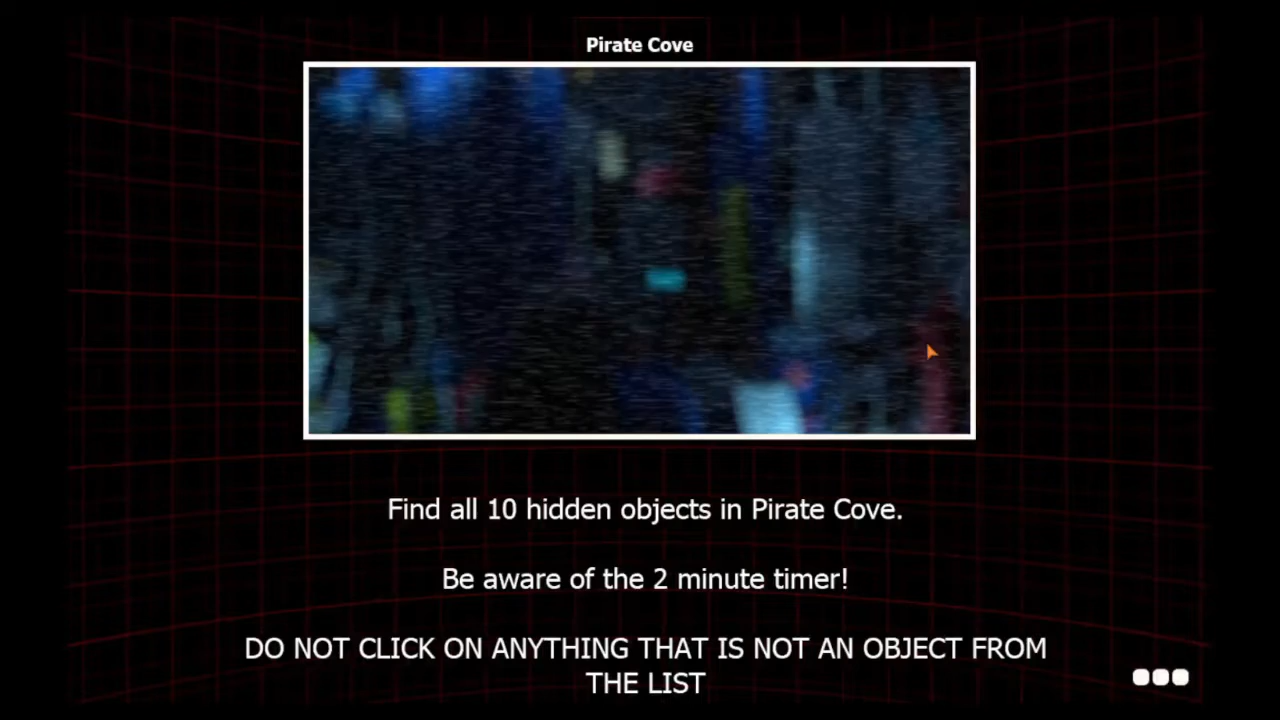 Pirate Cove
Find all 10 hidden objects in Pirate Cove.
Be aware of the 2 minute timer!
DO NOT CLICK ON ANYTHING THAT IS NOT AN OBJECT FROM
THE LIST